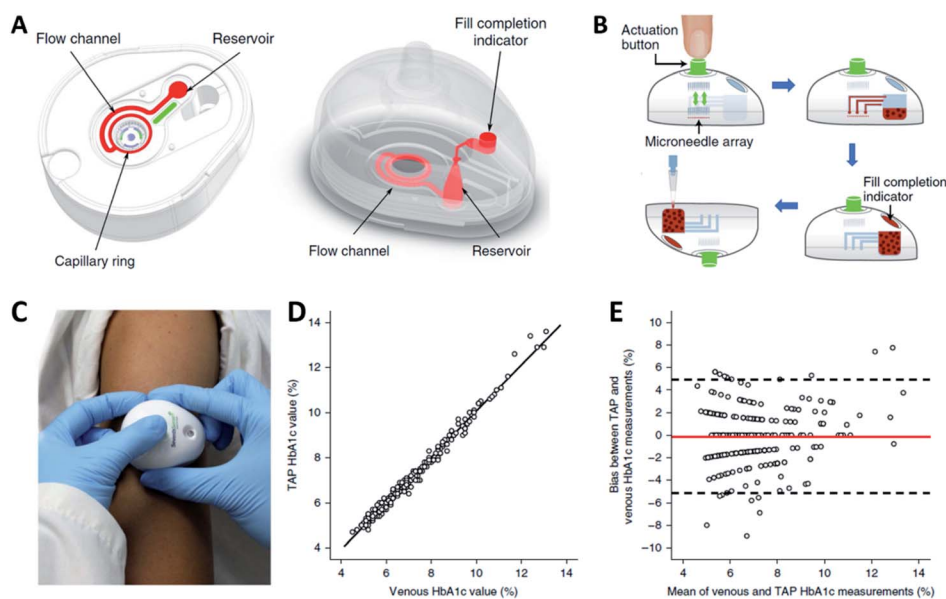 A
Flow channel
Reservoir
Capillary ring
Fill completion
indicator
Flow channel
Reservoir
B
Actuation
button
Microneedle array
Fill completion
indicator
C
D
TAP HbA1c value (%)
14
12
10
8
6
4
4 6 8 10 12 14
Venous HbA1c value (%)
E
Bias between TAP and
venous HbA1c measurements (%)
10
8
6
4
2
0
−2
−4
−6
−8
−10
4 6 8 10 12 14
Mean of venous and TAP HbA1c measurements (%)